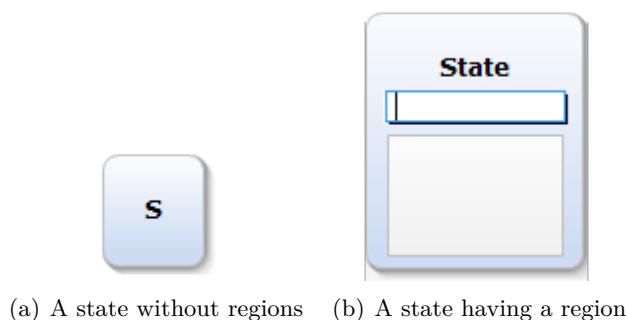 State
S
(a) A state without regions
(b) A state having a region